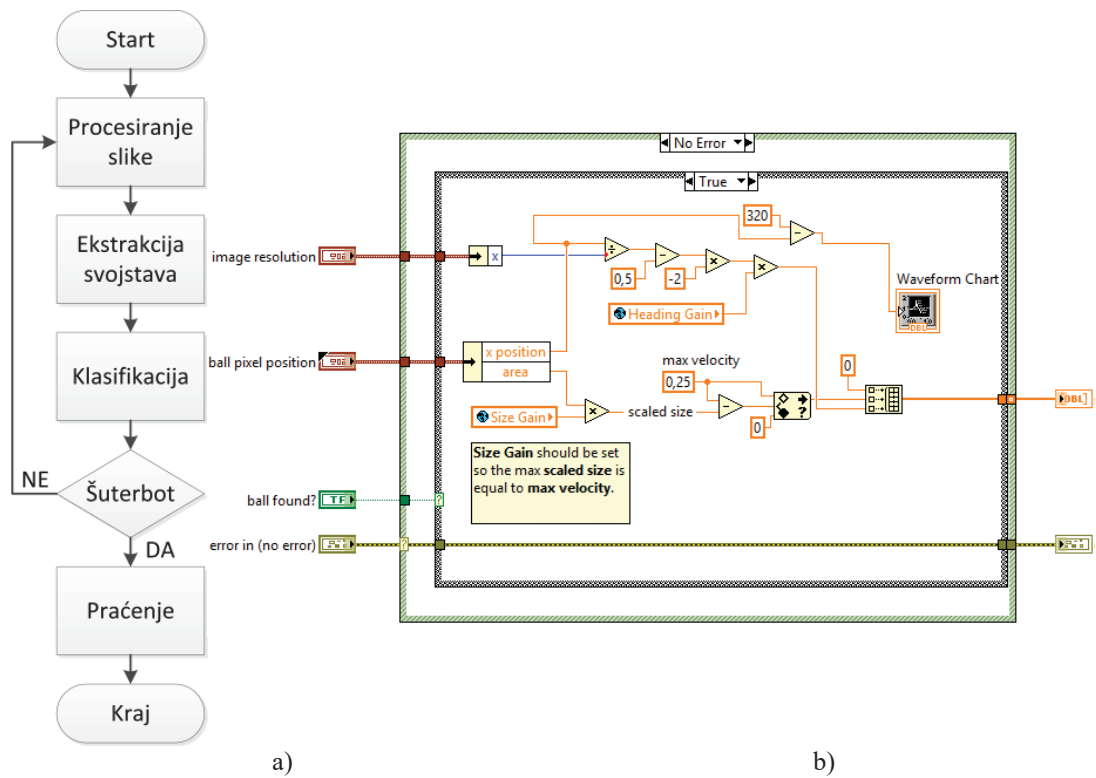 Start
Procesiranje
slike
Ekstrakcija
svojstava
Klasifikacija
NE
Šuterbot
DA
Praćenje
Kraj
a)
No Error
True
320
image resolution
x
÷
-
-
×
×
0,5
-2
Waveform Chart
DBL
Heading Gain
ball pixel position
x position
area
max velocity
0,25
0
Size Gain
×
scaled size
-
?
0
DBL]
Size Gain should be set
so the max scaled size is
equal to max velocity.
ball found?
TF
?
error in (no error)
?
b)